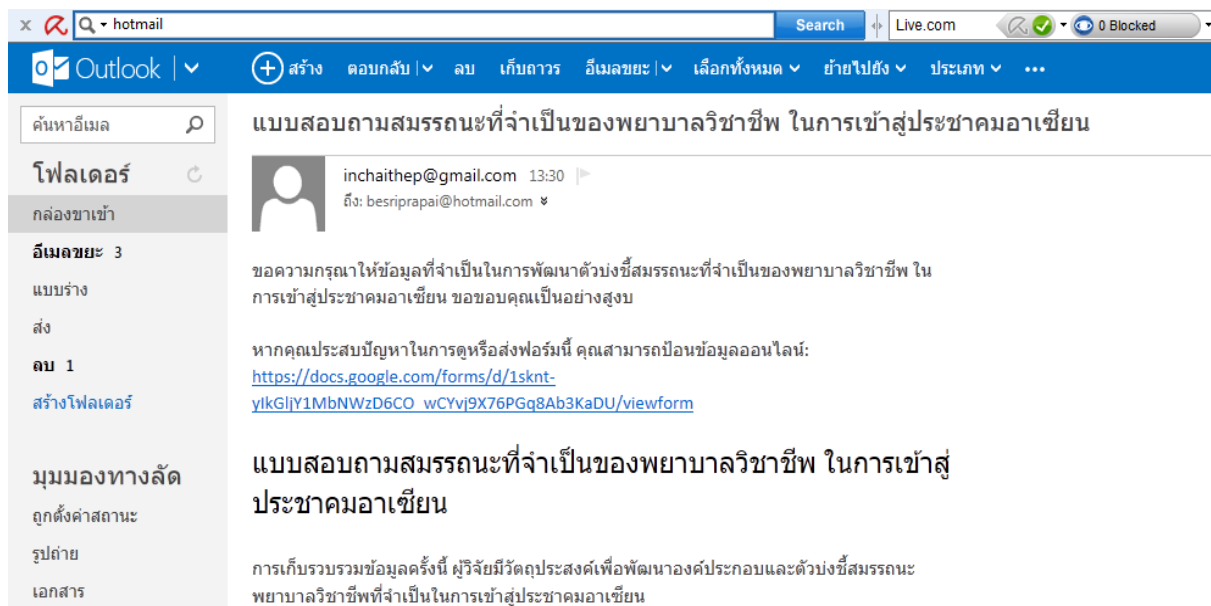 hotmail
Search
Live.com
0 Blocked
Outlook
สร้าง ตอบกลับ ลบ เก็บถาวร อีเมลขยะ เลือกทั้งหมด ย้ายไปยัง ประเภท •••
ค้นหาอีเมล
โฟลเดอร์
กล่องขาเข้า
อีเมลขยะ 3
แบบร่าง
ส่ง
ลบ 1
สร้างโฟลเดอร์
มุมมองทางลัด
ถูกตั้งค่าสถานะ
รูปถ่าย
เอกสาร
แบบสอบถามสมรรถนะที่จำเป็นของพยาบาลวิชาชีพ ในการเข้าสู่ประชาคมอาเซียน
inchaithep@gmail.com 13:30
ถึง: besriprapai@hotmail.com
ขอความกรุณาให้ข้อมูลที่จำเป็นในการพัฒนาตัวบ่งชี้สมรรถนะที่จำเป็นของพยาบาลวิชาชีพ ใน
การเข้าสู่ประชาคมอาเซียน ขอขอบคุณเป็นอย่างสูงบ
หากคุณประสบปัญหาในการดูหรือส่งฟอร์มนี้ คุณสามารถป้อนข้อมูลออนไลน์:
https://docs.google.com/forms/d/1sknt-
yIkGljY1MbNWzD6CO_wCYvj9X76PGq8Ab3KaDU/viewform
แบบสอบถามสมรรถนะที่จำเป็นของพยาบาลวิชาชีพ ในการเข้าสู่
ประชาคมอาเซียน
การเก็บรวบรวมข้อมูลครั้งนี้ ผู้วิจัยมีวัตถุประสงค์เพื่อพัฒนาองค์ประกอบและตัวบ่งชี้สมรรถนะ
พยาบาลวิชาชีพที่จำเป็นในการเข้าสู่ประชาคมอาเซียน